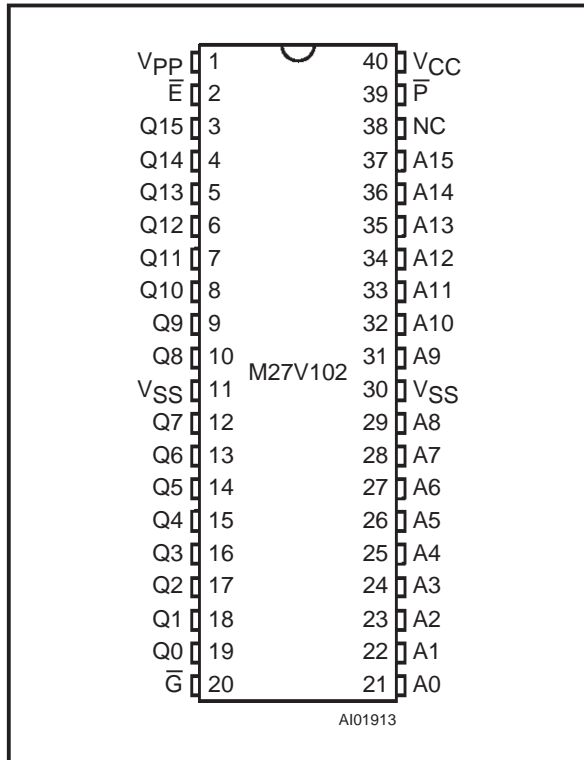 VPP 1 40 VCC
E̅ 2 39 P̅
Q15 3 38 NC
Q14 4 37 A15
Q13 5 36 A14
Q12 6 35 A13
Q11 7 34 A12
Q10 8 33 A11
Q9 9 32 A10
Q8 10 31 A9
M27V102
VSS 11 30 VSS
Q7 12 29 A8
Q6 13 28 A7
Q5 14 27 A6
Q4 15 26 A5
Q3 16 25 A4
Q2 17 24 A3
Q1 18 23 A2
Q0 19 22 A1
G̅ 20 21 A0
AI01913